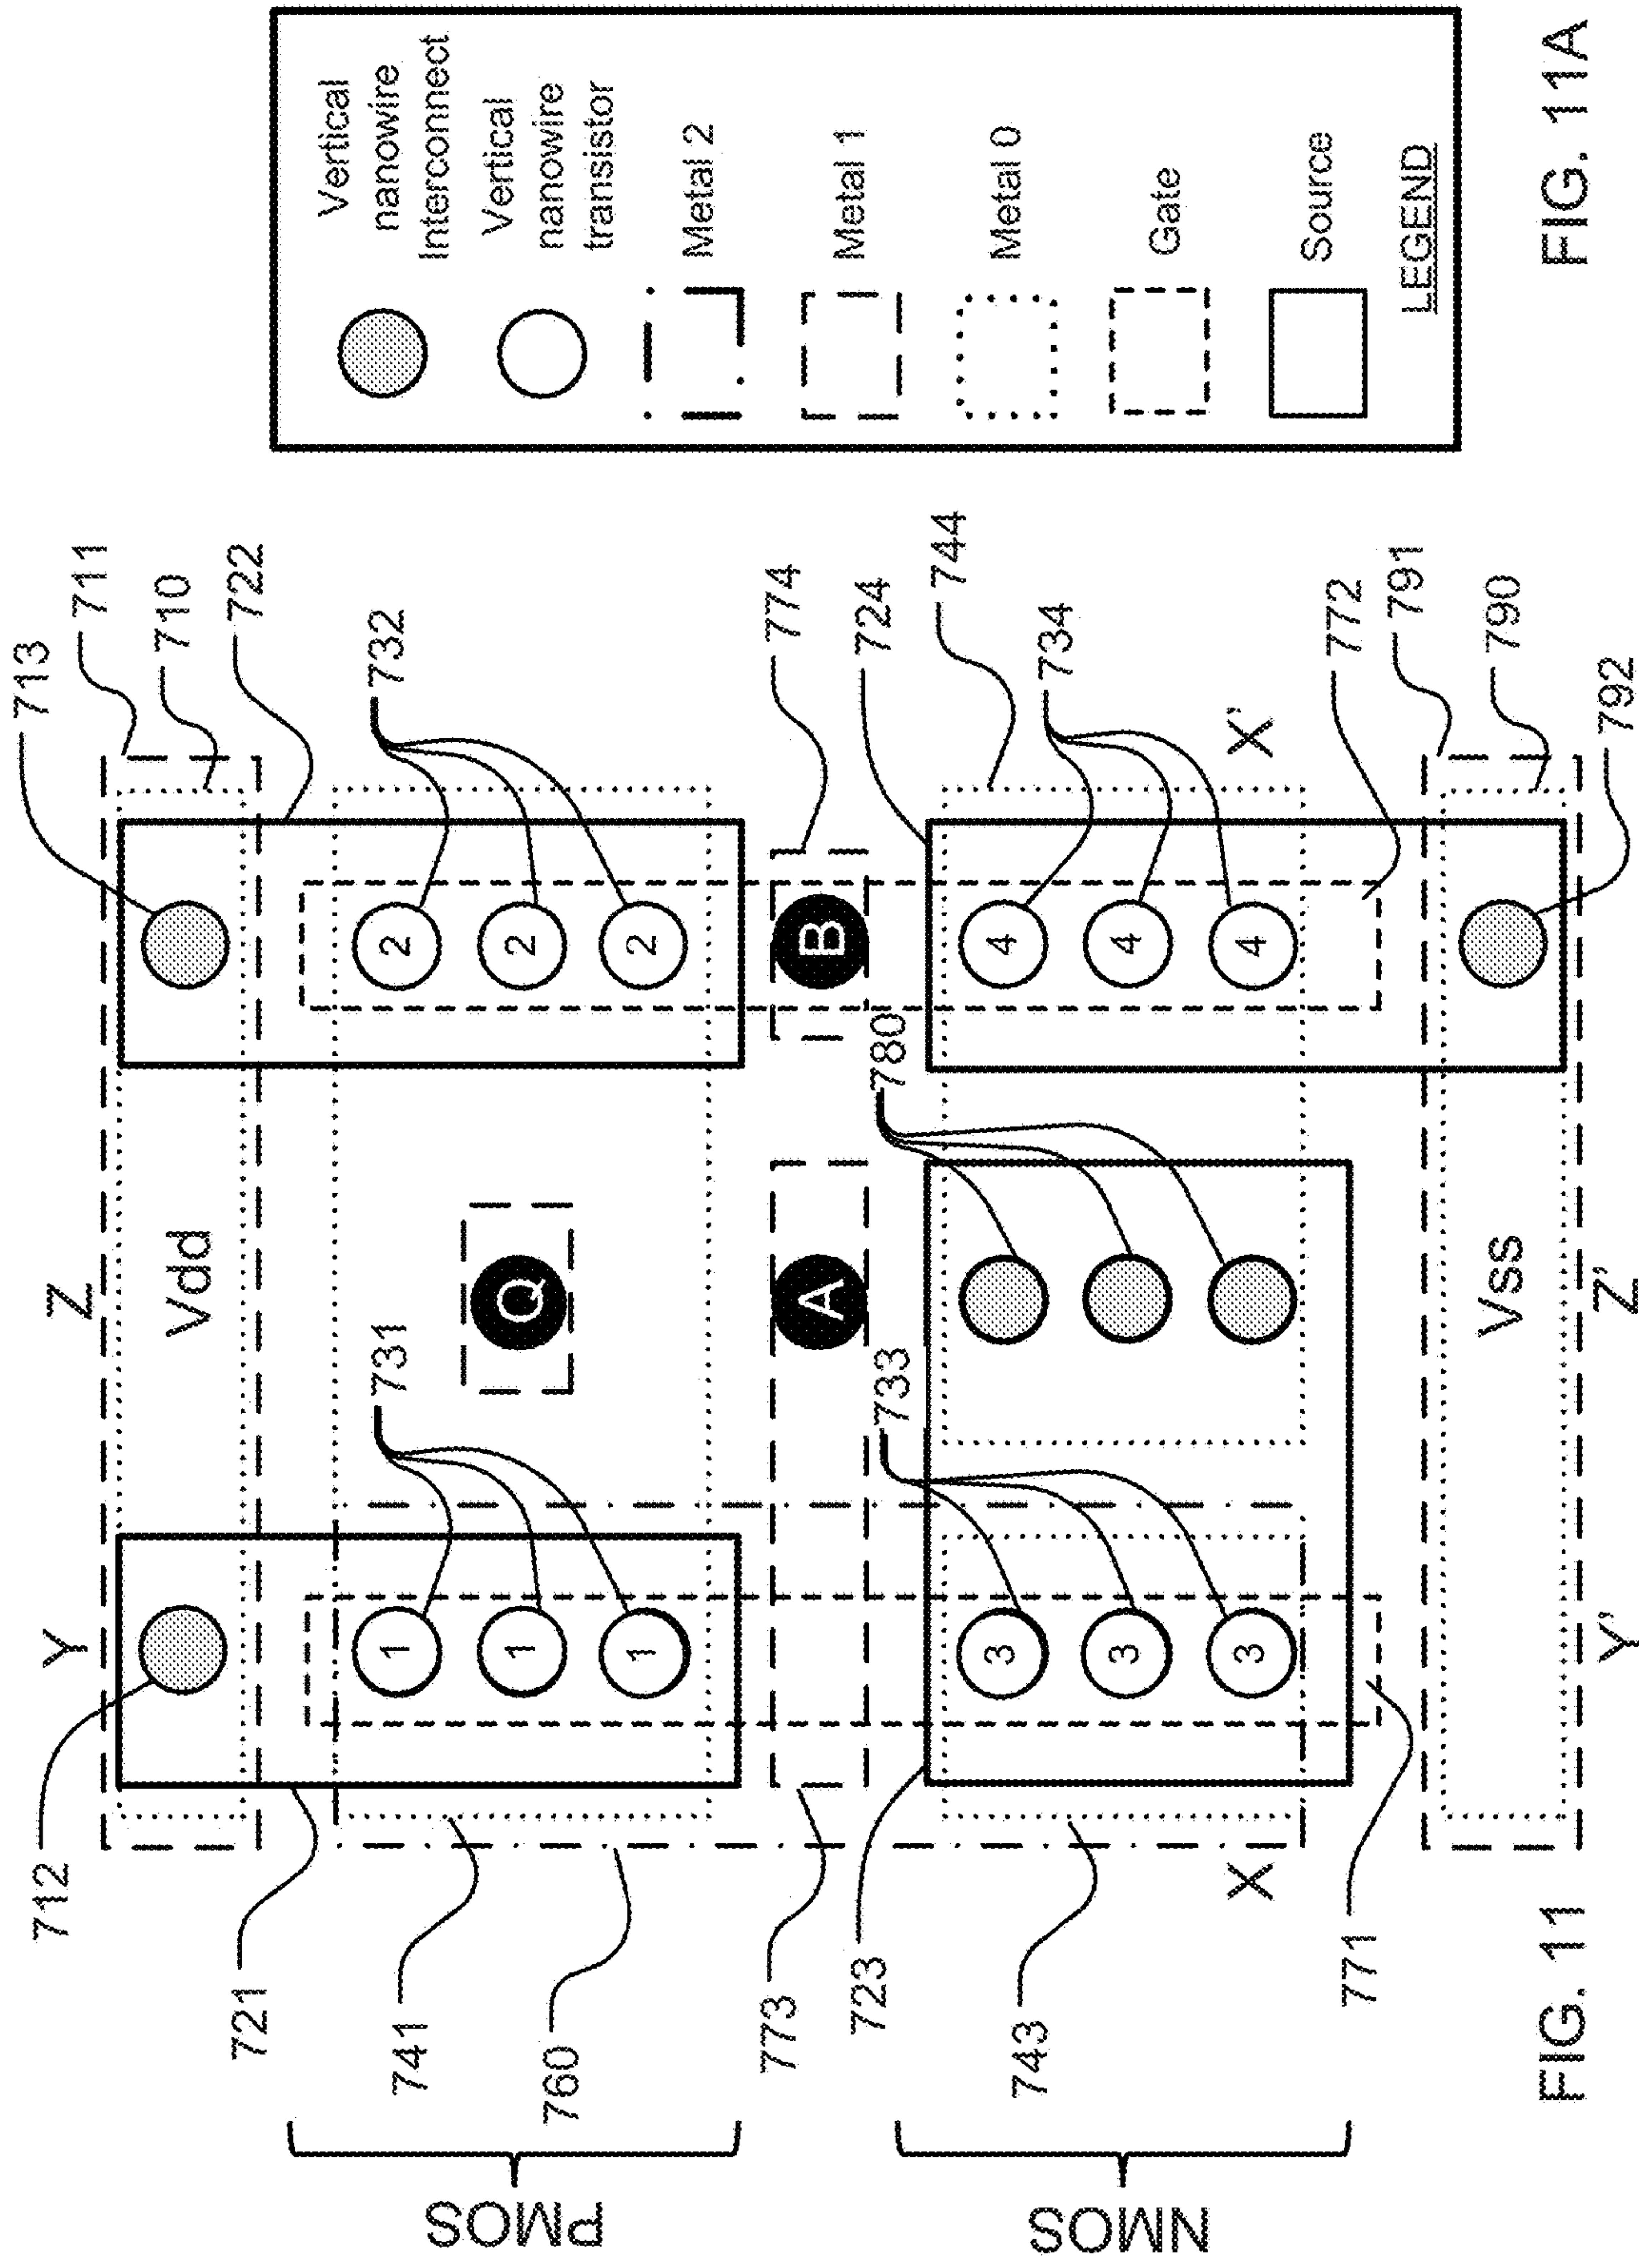 713
711
710
722
732
774
724
744
734
772
791
790
792
Z
Vdd
Y
712
721
731
2
2
2
1
1
1
Q
741
760
PMOS
B
A
780
733
773
723
4
4
4
3
3
3
X'
X
743
771
NMOS
Vss
Z'
Y'
FIG. 11
Vertical
nanowire
Interconnect
Vertical
nanowire
transistor
Metal 2
Metal 1
Metal 0
Gate
Source
LEGEND
FIG. 11A